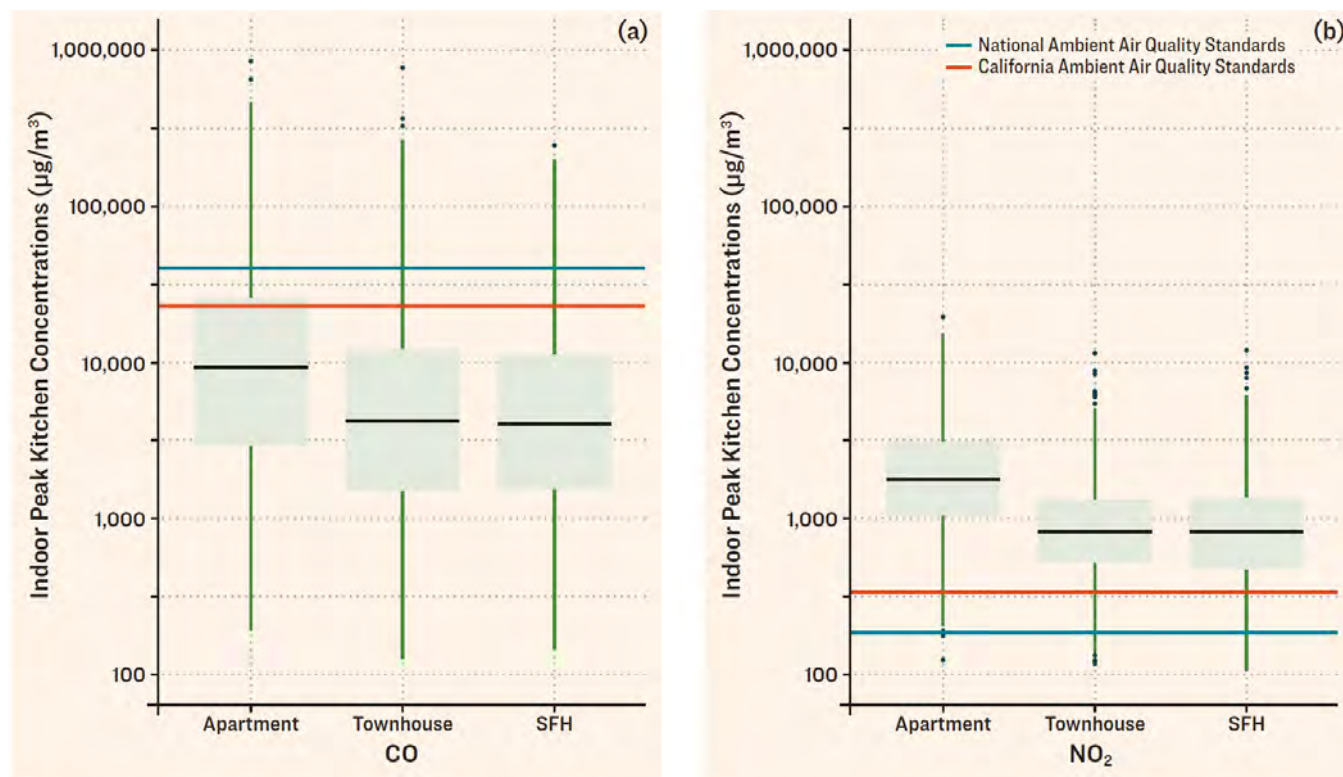 (a)
Indoor Peak Kitchen Concentrations (µg/m³)
1,000,000
100,000
10,000
1,000
100
Apartment Townhouse SFH
CO
(b)
National Ambient Air Quality Standards
California Ambient Air Quality Standards
Indoor Peak Kitchen Concentrations (µg/m³)
1,000,000
100,000
10,000
1,000
100
Apartment Townhouse SFH
NO₂